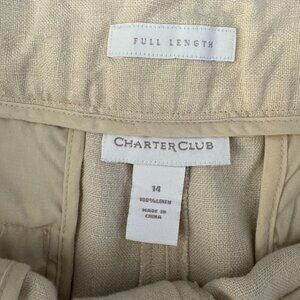 FULL LENGTH
CHARTER CLUB
14
100% LINEN
MADE IN
CHINA